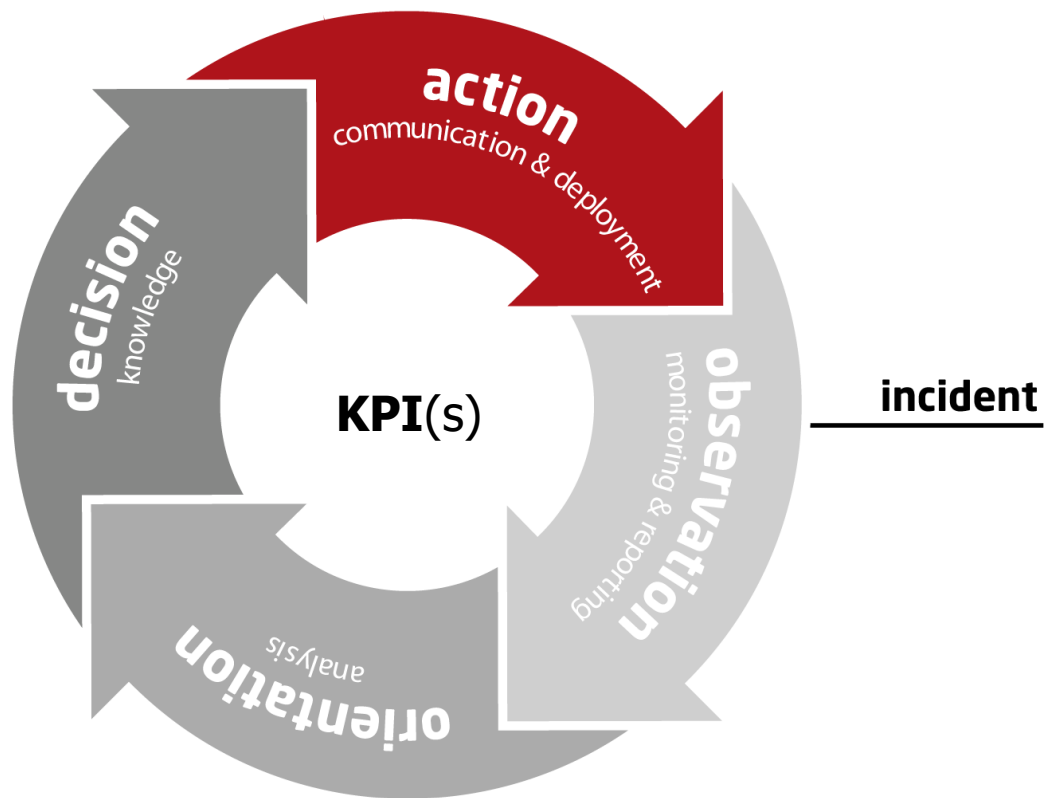 action
communication & deployment
observation
monitoring & reporting
incident
orientation
analysis
decision
knowledge
KPI(s)